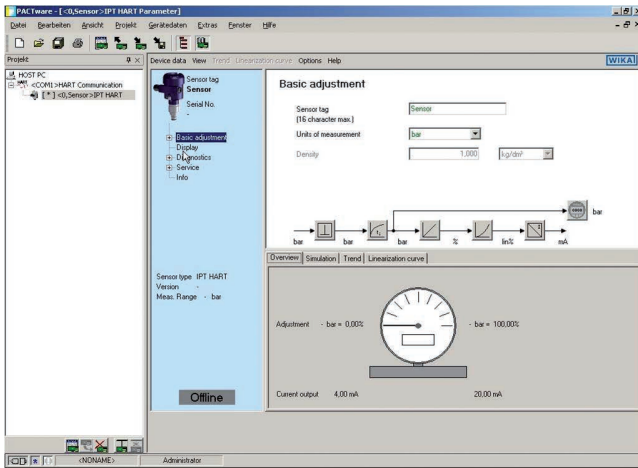 PACTware - [<0,Sensor>IPT HART Parameter]
Datei Bearbeiten Ansicht Projekt Gerätedaten Extras Fenster Hilfe
Projekt
HOST PC
<COM1>HART Communication
[ * ] <0,Sensor>IPT HART
Device data View Trend Linearization curve Options Help
WIKA
Sensor tag
Sensor
Serial No.
-
Basic adjustment
Display
Diagnostics
Service
Info
Sensor type IPT HART
Version -
Meas. Range - bar
Offline
Basic adjustment
Sensor tag
(16 character max.)
Sensor
Units of measurement
bar
Density
1,000
kg/dm³
bar
bar bar bar % lin% mA
Overview Simulation Trend Linearization curve
Adjustment - bar = 0,00% - bar = 100,00%
Current output 4,00 mA 20,00 mA
<NONAME> Administrator